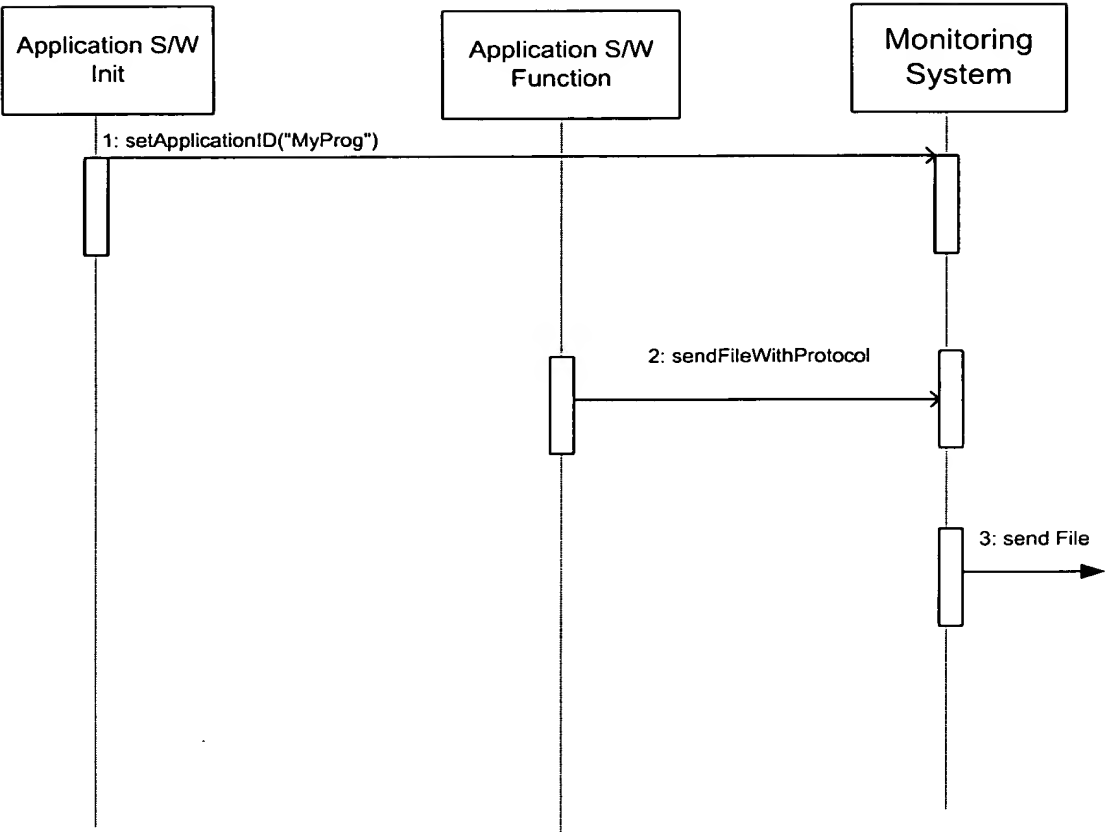 Application S/W
Init
Application S/W
Function
Monitoring
System
1: setApplicationID("MyProg")
2: sendFileWithProtocol
3: send File